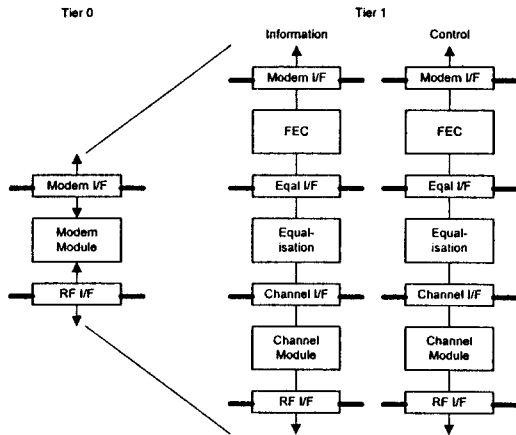 Tier 0
Tier 1
Information
Control
Modem I/F
Modem I/F
FEC
FEC
Modem I/F
Eqal I/F
Eqal I/F
Modem
Module
Equal-
isation
Equal-
isation
RF I/F
Channel I/F
Channel I/F
Channel
Module
Channel
Module
RF I/F
RF I/F